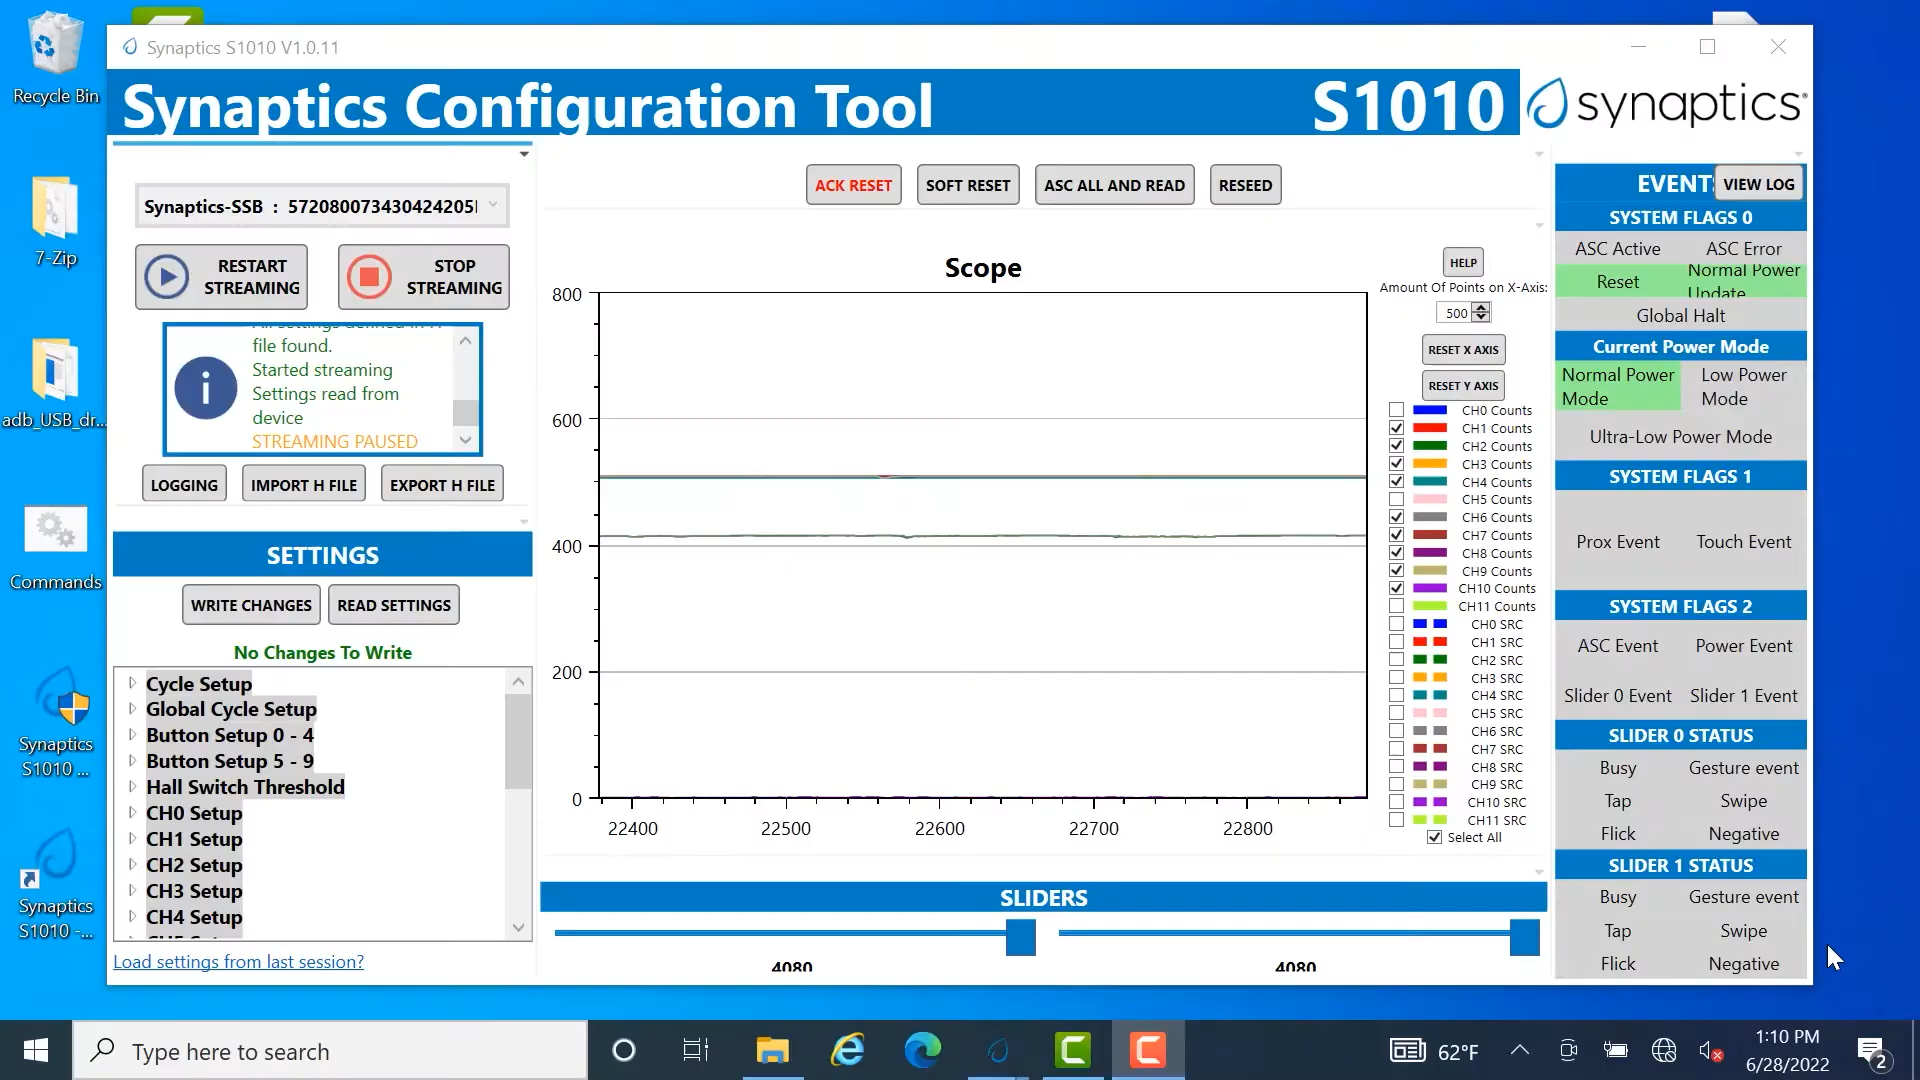 Recycle Bin
7-Zip
adb_USB_dr...
Commands
Synaptics
S1010 ...
Synaptics
S1010 -...
Synaptics S1010 V1.0.11
Synaptics Configuration Tool
S1010
synaptics
Synaptics-SSB : 572080073430424205
RESTART
STREAMING
STOP
STREAMING
All settings defined in
file found.
Started streaming
Settings read from
device
STREAMING PAUSED
LOGGING
IMPORT H FILE
EXPORT H FILE
SETTINGS
WRITE CHANGES
READ SETTINGS
No Changes To Write
Cycle Setup
Global Cycle Setup
Button Setup 0 - 4
Button Setup 5 - 9
Hall Switch Threshold
CH0 Setup
CH1 Setup
CH2 Setup
CH3 Setup
CH4 Setup
Load settings from last session?
ACK RESET
SOFT RESET
ASC ALL AND READ
RESEED
Scope
800
600
400
200
0
22400
22500
22600
22700
22800
HELP
Amount Of Points on X-Axis:
500
RESET X AXIS
RESET Y AXIS
CH0 Counts
CH1 Counts
CH2 Counts
CH3 Counts
CH4 Counts
CH5 Counts
CH6 Counts
CH7 Counts
CH8 Counts
CH9 Counts
CH10 Counts
CH11 Counts
CH0 SRC
CH1 SRC
CH2 SRC
CH3 SRC
CH4 SRC
CH5 SRC
CH6 SRC
CH7 SRC
CH8 SRC
CH9 SRC
CH10 SRC
CH11 SRC
Select All
SLIDERS
4080
4080
EVENT
VIEW LOG
SYSTEM FLAGS 0
ASC Active
ASC Error
Reset
Normal Power
Update
Global Halt
Current Power Mode
Normal Power
Mode
Low Power
Mode
Ultra-Low Power Mode
SYSTEM FLAGS 1
Prox Event
Touch Event
SYSTEM FLAGS 2
ASC Event
Power Event
Slider 0 Event
Slider 1 Event
SLIDER 0 STATUS
Busy
Gesture event
Tap
Swipe
Flick
Negative
SLIDER 1 STATUS
Busy
Gesture event
Tap
Swipe
Flick
Negative
Type here to search
62°F
1:10 PM
6/28/2022
2